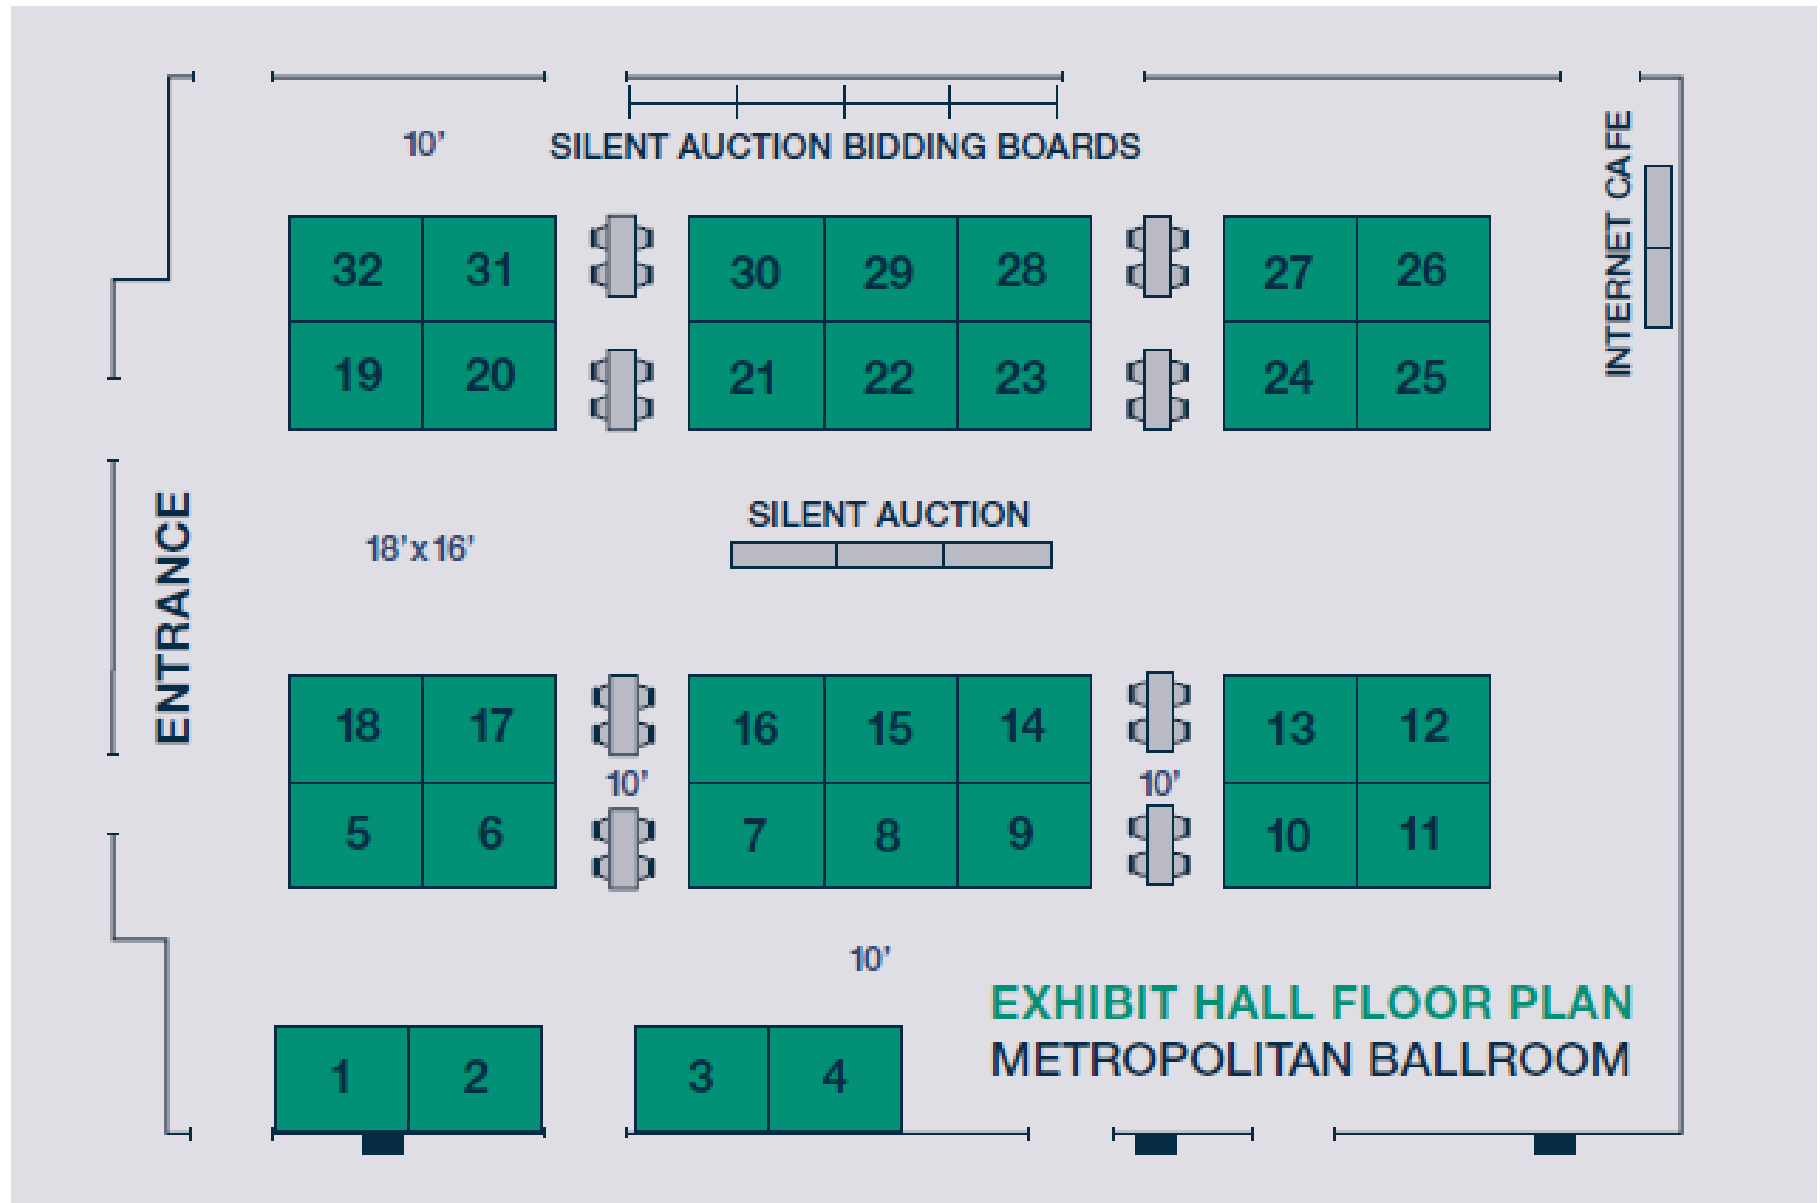 10'
SILENT AUCTION BIDDING BOARDS
INTERNET CAFE
32 31 30 29 28 27 26
19 20 21 22 23 24 25
ENTRANCE
SILENT AUCTION
18'x16'
18 17 16 15 14 13 12
10' 10'
5 6 7 8 9 10 11
10'
EXHIBIT HALL FLOOR PLAN
METROPOLITAN BALLROOM
1 2 3 4